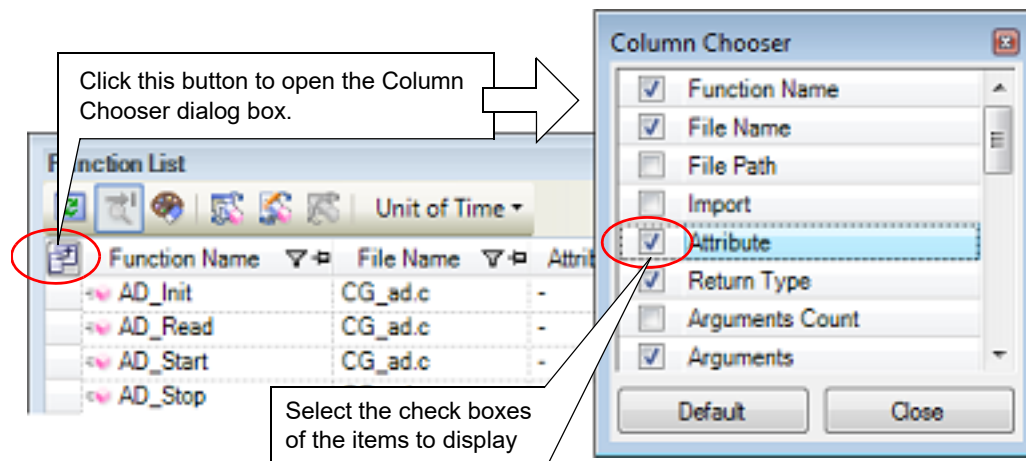 Click this button to open the Column
Chooser dialog box.
Function List
Unit of Time
Function Name File Name Attrib
AD_Init CG_ad.c -
AD_Read CG_ad.c -
AD_Start CG_ad.c -
AD_Stop
Select the check boxes
of the items to display
Column Chooser
Function Name
File Name
File Path
Import
Attribute
Return Type
Arguments Count
Arguments
Default Close